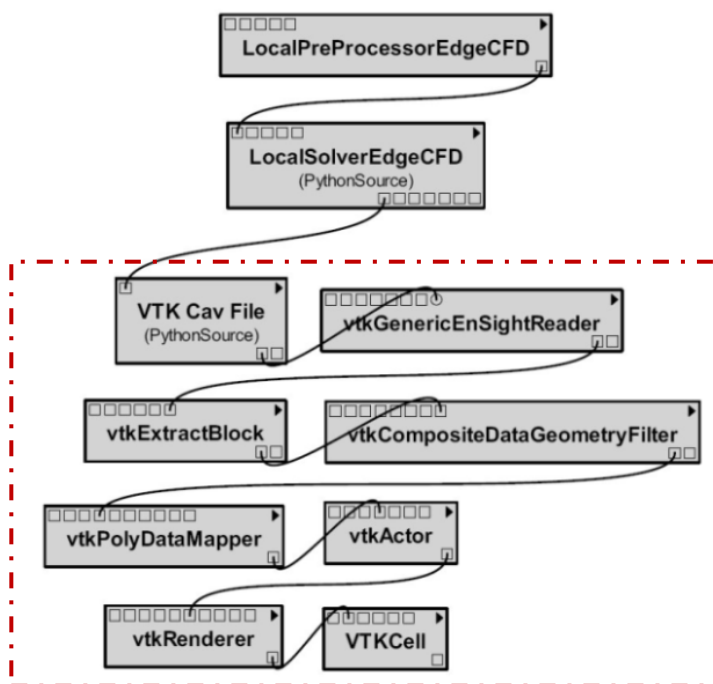 LocalPreProcessorEdgeCFD
LocalSolverEdgeCFD
(PythonSource)
VTK Cav File
(PythonSource)
vtkGenericEnSightReader
vtkExtractBlock
vtkCompositeDataGeometryFilter
vtkPolyDataMapper
vtkActor
vtkRenderer
VTKCell